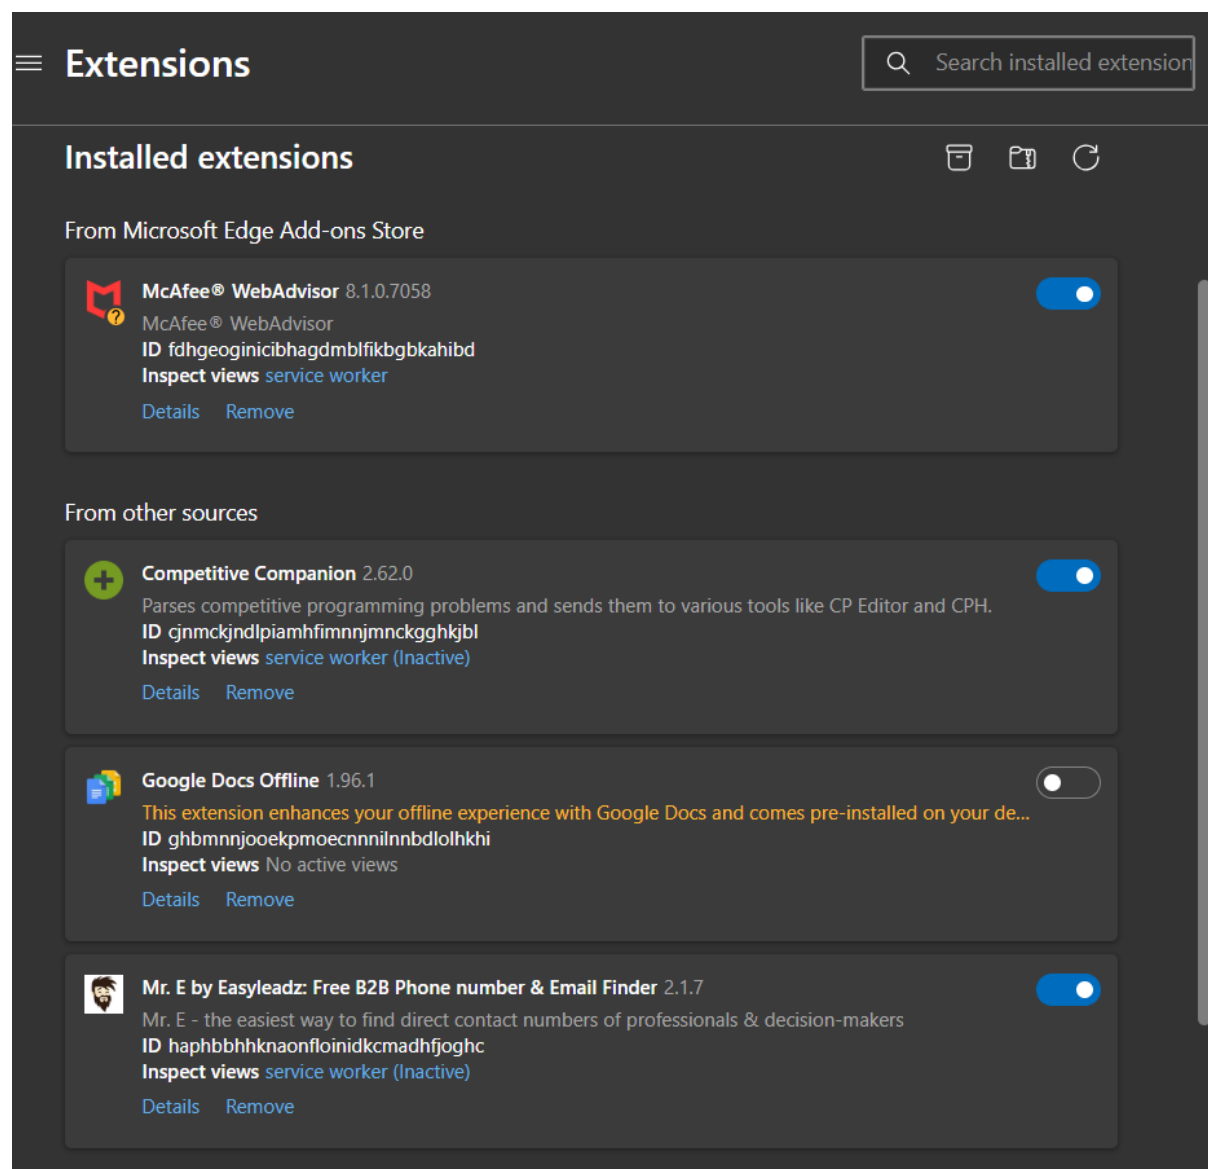 Extensions
Search installed extension
Installed extensions
From Microsoft Edge Add-ons Store
McAfee® WebAdvisor 8.1.0.7058
McAfee® WebAdvisor
ID fdhgeoginicibhagdmblfikbgbkahibd
Inspect views service worker
Details Remove
From other sources
Competitive Companion 2.62.0
Parses competitive programming problems and sends them to various tools like CP Editor and CPH.
ID cjnmckjndlpiamhfimnnjmnckgghkjbl
Inspect views service worker (Inactive)
Details Remove
Google Docs Offline 1.96.1
This extension enhances your offline experience with Google Docs and comes pre-installed on your de...
ID ghbmnnjooekpmoecnnnilnnbdlolhkhi
Inspect views No active views
Details Remove
Mr. E by Easyleadz: Free B2B Phone number & Email Finder 2.1.7
Mr. E - the easiest way to find direct contact numbers of professionals & decision-makers
ID haphbbhhknaonfloinidkcmadhfjoghc
Inspect views service worker (Inactive)
Details Remove